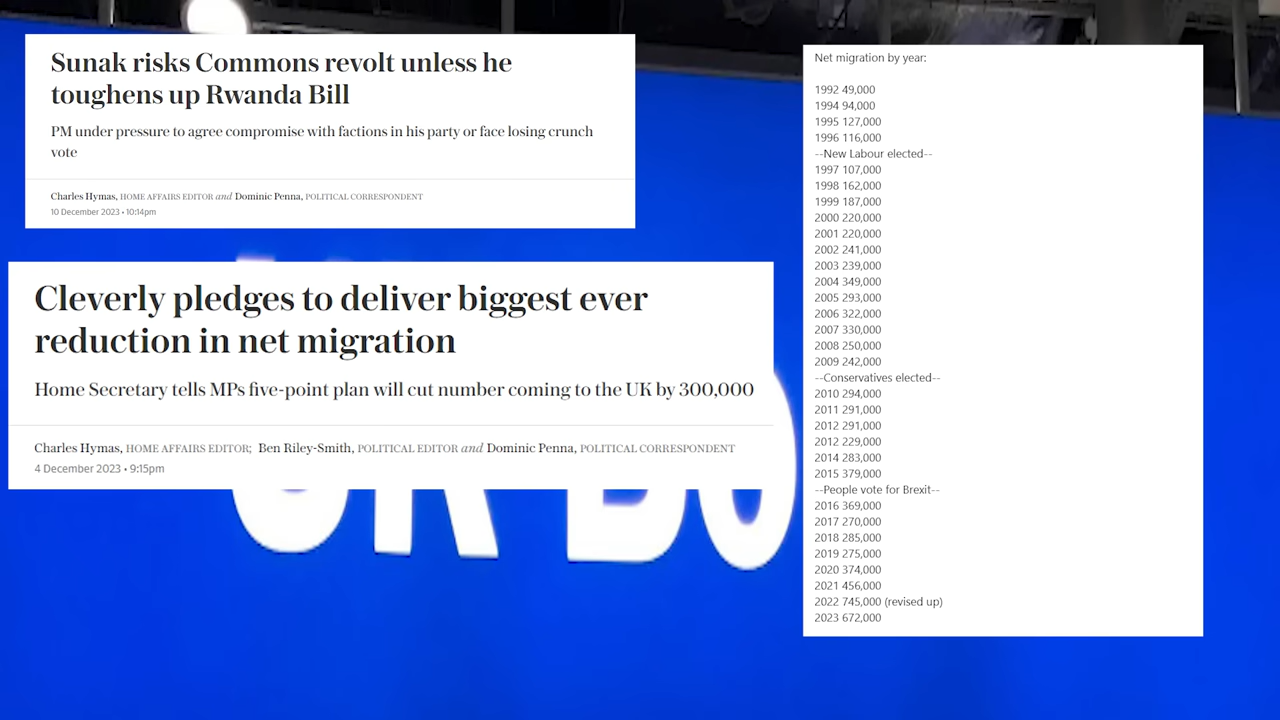 Sunak risks Commons revolt unless he
toughens up Rwanda Bill
PM under pressure to agree compromise with factions in his party or face losing crunch
vote
Charles Hymas, HOME AFFAIRS EDITOR and Dominic Penna, POLITICAL CORRESPONDENT
10 December 2023 • 10:14pm
Cleverly pledges to deliver biggest ever
reduction in net migration
Home Secretary tells MPs five-point plan will cut number coming to the UK by 300,000
Charles Hymas, HOME AFFAIRS EDITOR; Ben Riley-Smith, POLITICAL EDITOR and Dominic Penna, POLITICAL CORRESPONDENT
4 December 2023 • 9:15pm
Net migration by year:
1992 49,000
1994 94,000
1995 127,000
1996 116,000
--New Labour elected--
1997 107,000
1998 162,000
1999 187,000
2000 220,000
2001 220,000
2002 241,000
2003 239,000
2004 349,000
2005 293,000
2006 322,000
2007 330,000
2008 250,000
2009 242,000
--Conservatives elected--
2010 294,000
2011 291,000
2012 291,000
2012 229,000
2014 283,000
2015 379,000
--People vote for Brexit--
2016 369,000
2017 270,000
2018 285,000
2019 275,000
2020 374,000
2021 456,000
2022 745,000 (revised up)
2023 672,000